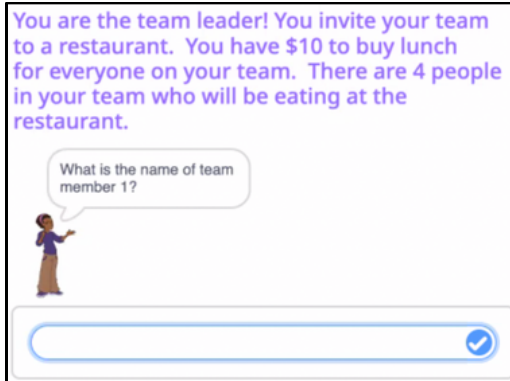 You are the team leader! You invite your team
to a restaurant.  You have $10 to buy lunch
for everyone on your team.  There are 4 people
in your team who will be eating at the
restaurant.
What is the name of team
member 1?